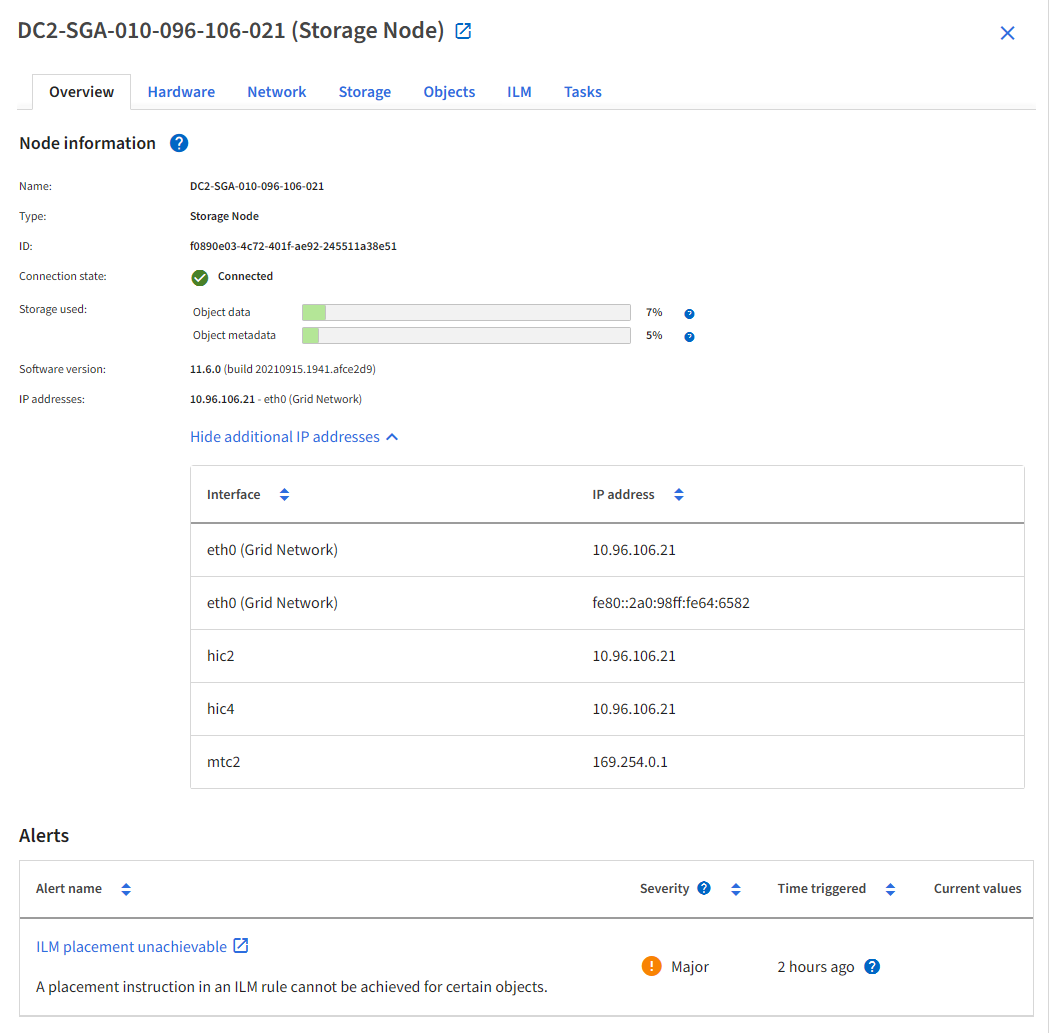 DC2-SGA-010-096-106-021 (Storage Node)
Overview Hardware Network Storage Objects ILM Tasks
Node information ?
Name: DC2-SGA-010-096-106-021
Type: Storage Node
ID: f0890e03-4c72-401f-ae92-245511a38e51
Connection state: Connected
Storage used: Object data 7% ?
Object metadata 5% ?
Software version: 11.6.0 (build 20210915.1941.afce2d9)
IP addresses: 10.96.106.21 - eth0 (Grid Network)
Hide additional IP addresses
Interface IP address
eth0 (Grid Network) 10.96.106.21
eth0 (Grid Network) fe80::2a0:98ff:fe64:6582
hic2 10.96.106.21
hic4 10.96.106.21
mtc2 169.254.0.1
Alerts
Alert name Severity ? Time triggered Current values
ILM placement unachievable
! Major 2 hours ago ?
A placement instruction in an ILM rule cannot be achieved for certain objects.